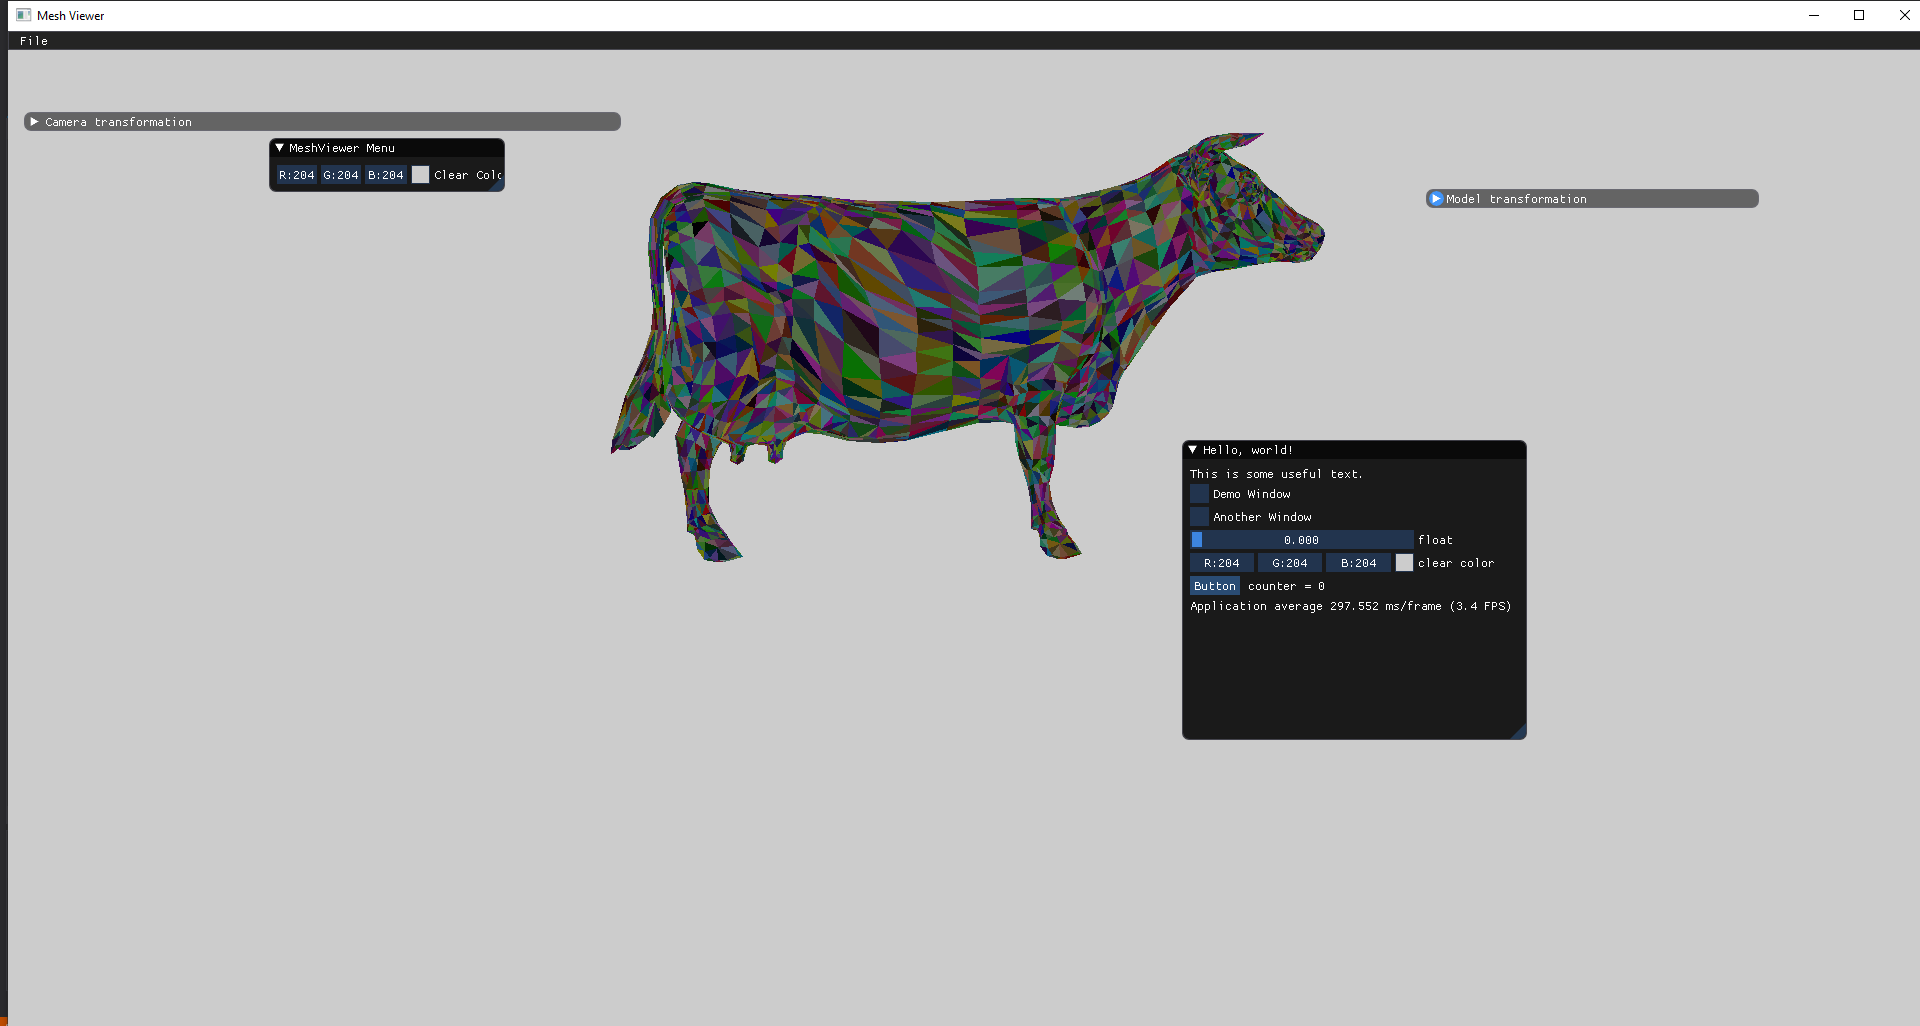 Mesh Viewer
File
Camera transformation
MeshViewer Menu
R:204 G:204 B:204 Clear Colo
Model transformation
Hello, world!
This is some useful text.
Demo Window
Another Window
0.000 float
R:204 G:204 B:204 clear color
Button counter = 0
Application average 297.552 ms/frame (3.4 FPS)